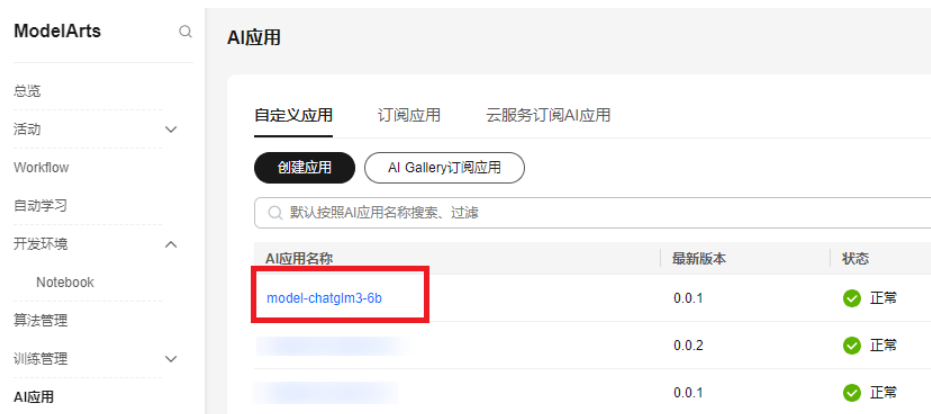 ModelArts
总览
活动
Workflow
自动学习
开发环境
Notebook
算法管理
训练管理
AI应用
AI应用
自定义应用 订阅应用 云服务订阅AI应用
创建应用 AI Gallery订阅应用
默认按照AI应用名称搜索、过滤
AI应用名称 最新版本 状态
model-chatglm3-6b 0.0.1 正常
0.0.2 正常
0.0.1 正常